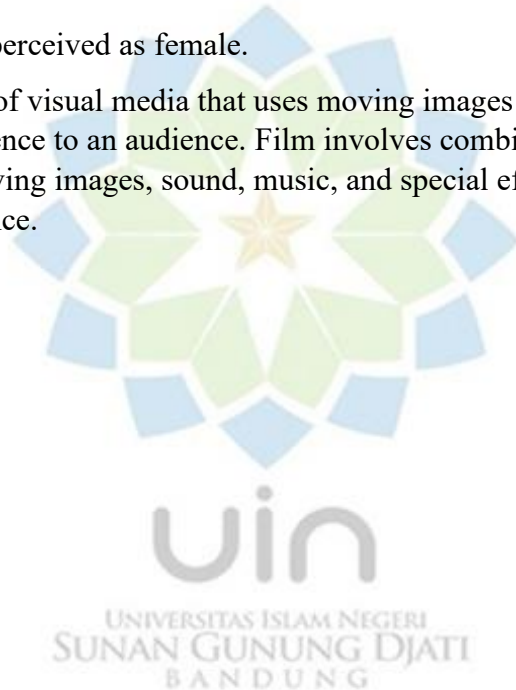 perceived as female.
of visual media that uses moving images
ence to an audience. Film involves combi
ving images, sound, music, and special ef
ce.
uin
UNIVERSITAS ISLAM NEGERI
SUNAN GUNUNG DJATI
BANDUNG